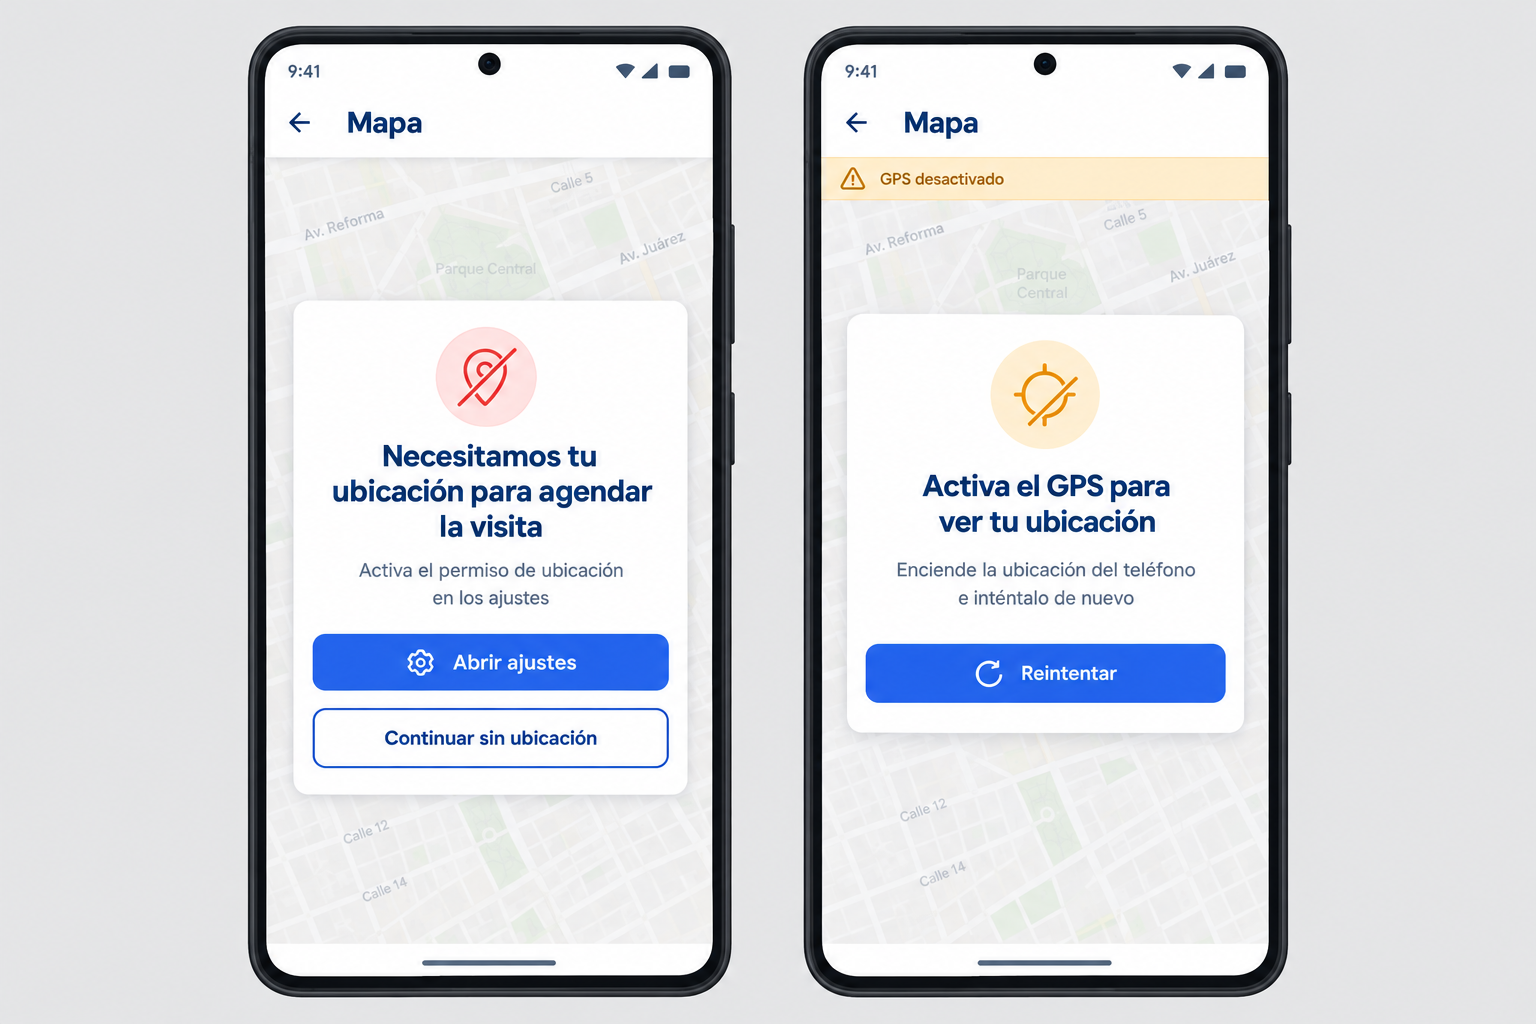 9:41
Mapa
Calle 5
Av. Reforma
Av. Juárez
Parque Central
Necesitamos tu
ubicación para agendar
la visita
Activa el permiso de ubicación
en los ajustes
Abrir ajustes
Continuar sin ubicación
Calle 12
Calle 14
9:41
Mapa
GPS desactivado
Calle 5
Av. Reforma
Av. Juárez
Parque
Central
Activa el GPS para
ver tu ubicación
Enciende la ubicación del teléfono
e inténtalo de nuevo
Reintentar
Calle 12
Calle 14